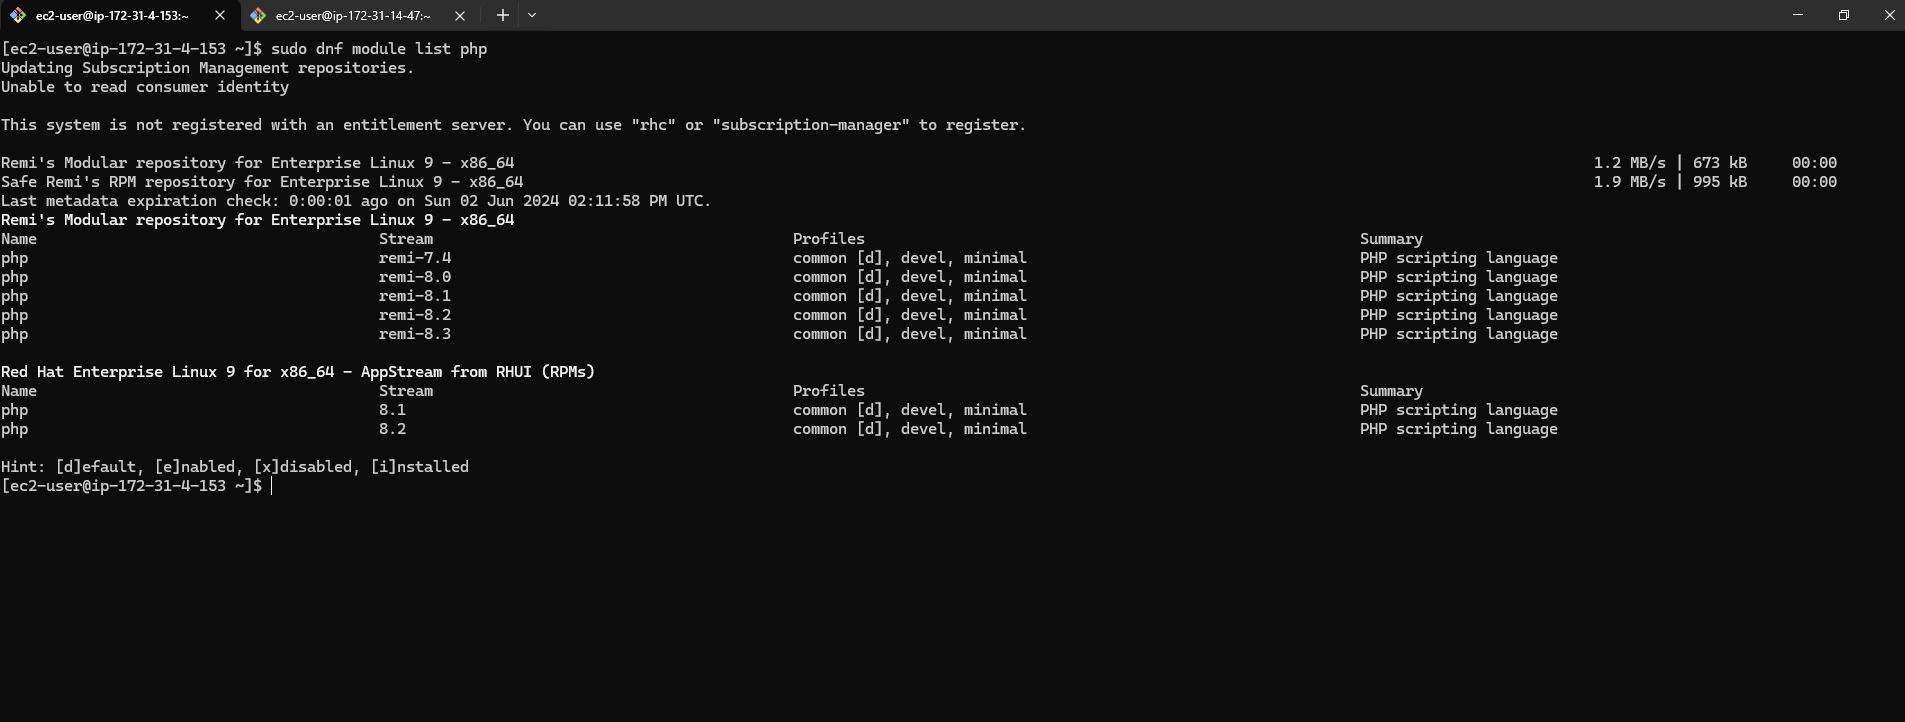 ec2-user@ip-172-31-4-153:~ ec2-user@ip-172-31-14-47:~
[ec2-user@ip-172-31-4-153 ~]$ sudo dnf module list php
Updating Subscription Management repositories.
Unable to read consumer identity
This system is not registered with an entitlement server. You can use "rhc" or "subscription-manager" to register.
Remi's Modular repository for Enterprise Linux 9 - x86_64 1.2 MB/s | 673 kB 00:00
Safe Remi's RPM repository for Enterprise Linux 9 - x86_64 1.9 MB/s | 995 kB 00:00
Last metadata expiration check: 0:00:01 ago on Sun 02 Jun 2024 02:11:58 PM UTC.
Remi's Modular repository for Enterprise Linux 9 - x86_64
Name Stream Profiles Summary
php remi-7.4 common [d], devel, minimal PHP scripting language
php remi-8.0 common [d], devel, minimal PHP scripting language
php remi-8.1 common [d], devel, minimal PHP scripting language
php remi-8.2 common [d], devel, minimal PHP scripting language
php remi-8.3 common [d], devel, minimal PHP scripting language
Red Hat Enterprise Linux 9 for x86_64 - AppStream from RHUI (RPMs)
Name Stream Profiles Summary
php 8.1 common [d], devel, minimal PHP scripting language
php 8.2 common [d], devel, minimal PHP scripting language
Hint: [d]efault, [e]nabled, [x]disabled, [i]nstalled
[ec2-user@ip-172-31-4-153 ~]$